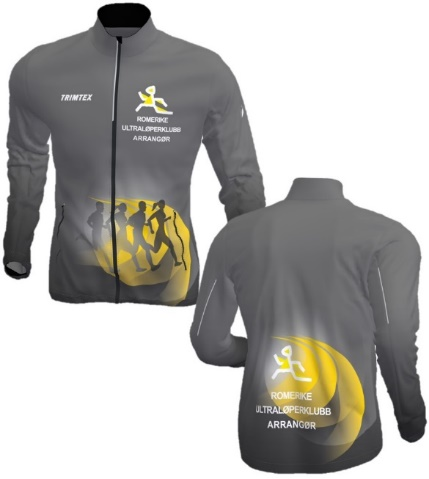 TRIMTEX
ROMERIKE
ULTRALØPERKLUBB
ARRANGØR
ROMERIKE
ULTRALØPERKLUBB
ARRANGØR